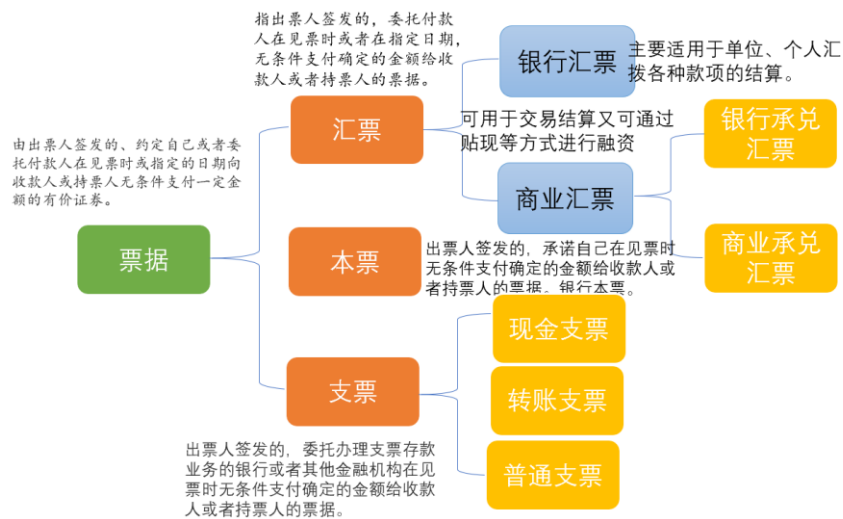 指出票人签发的，委托付款
人在见票时或者在指定日期，
无条件支付确定的金额给收
款人或者持票人的票据。
银行汇票
主要适用于单位、个人汇
拨各种款项的结算。
汇票
可用于交易结算又可通过
贴现等方式进行融资
银行承兑
汇票
由出票人签发的、约定自己或者委
托付款人在见票时或指定的日期向
收款人或持票人无条件支付一定金
额的有价证券。
商业汇票
票据
本票
出票人签发的，承诺自己在见票时
无条件支付确定的金额给收款人或
者持票人的票据。银行本票。
商业承兑
汇票
现金支票
支票
转账支票
出票人签发的，委托办理支票存款
业务的银行或者其他金融机构在见
票时无条件支付确定的金额给收款
人或者持票人的票据。
普通支票